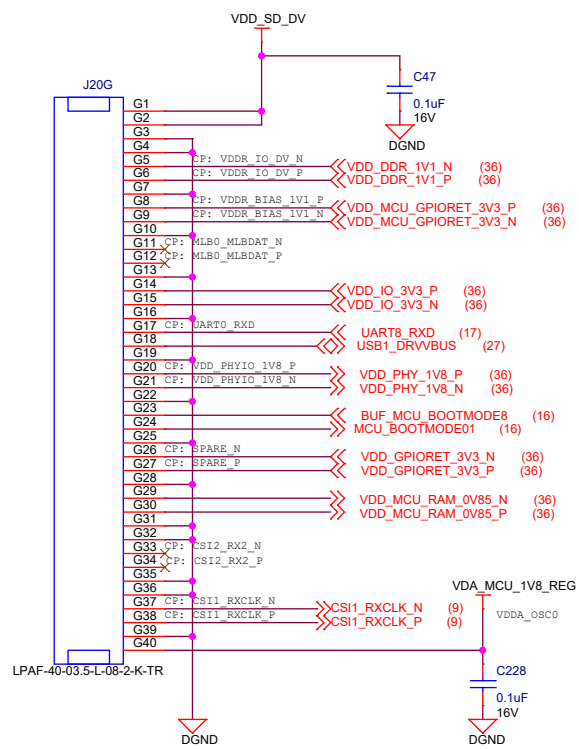 VDD_SD_DV
J20G
C47
0.1uF
16V
DGND
G1
G2
G3
G4
G5 CP: VDDR_IO_DV_N VDD_DDR_1V1_N (36)
G6 CP: VDDR_IO_DV_P VDD_DDR_1V1_P (36)
G7
G8 CP: VDDR_BIAS_1V1_P VDD_MCU_GPIORET_3V3_P (36)
G9 CP: VDDR_BIAS_1V1_N VDD_MCU_GPIORET_3V3_N (36)
G10
G11 CP: MLB0_MLBDAT_N
G12 CP: MLB0_MLBDAT_P
G13
G14 VDD_IO_3V3_P (36)
G15 VDD_IO_3V3_N (36)
G16
G17 CP: UART0_RXD UART8_RXD (17)
G18 USB1_DRVVBUS (27)
G19
G20 CP: VDD_PHYIO_1V8_P VDD_PHY_1V8_P (36)
G21 CP: VDD_PHYIO_1V8_N VDD_PHY_1V8_N (36)
G22
G23 BUF_MCU_BOOTMODE8 (16)
G24 MCU_BOOTMODE01 (16)
G25
G26 CP: SPARE_N VDD_GPIORET_3V3_N (36)
G27 CP: SPARE_P VDD_GPIORET_3V3_P (36)
G28
G29 VDD_MCU_RAM_0V85_N (36)
G30 VDD_MCU_RAM_0V85_P (36)
G31
G32
G33 CP: CSI2_RX2_N
G34 CP: CSI2_RX2_P
G35
G36
G37 CP: CSI1_RXCLK_N CSI1_RXCLK_N (9)
G38 CP: CSI1_RXCLK_P CSI1_RXCLK_P (9)
G39
G40
VDA_MCU_1V8_REG
VDDA_OSC0
LPAF-40-03.5-L-08-2-K-TR
C228
0.1uF
16V
DGND
DGND